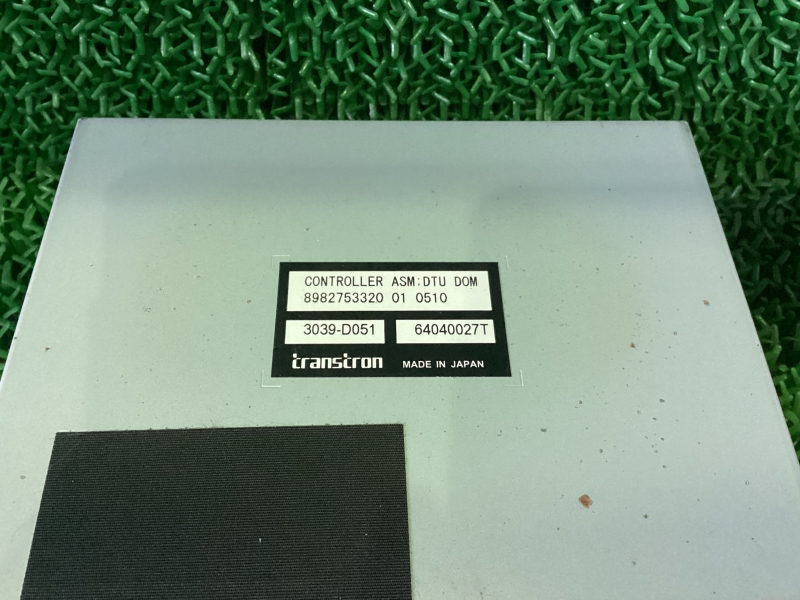 CONTROLLER ASM;DTU DOM
8982753320 01 0510
3039-D051 64040027T
transtron MADE IN JAPAN